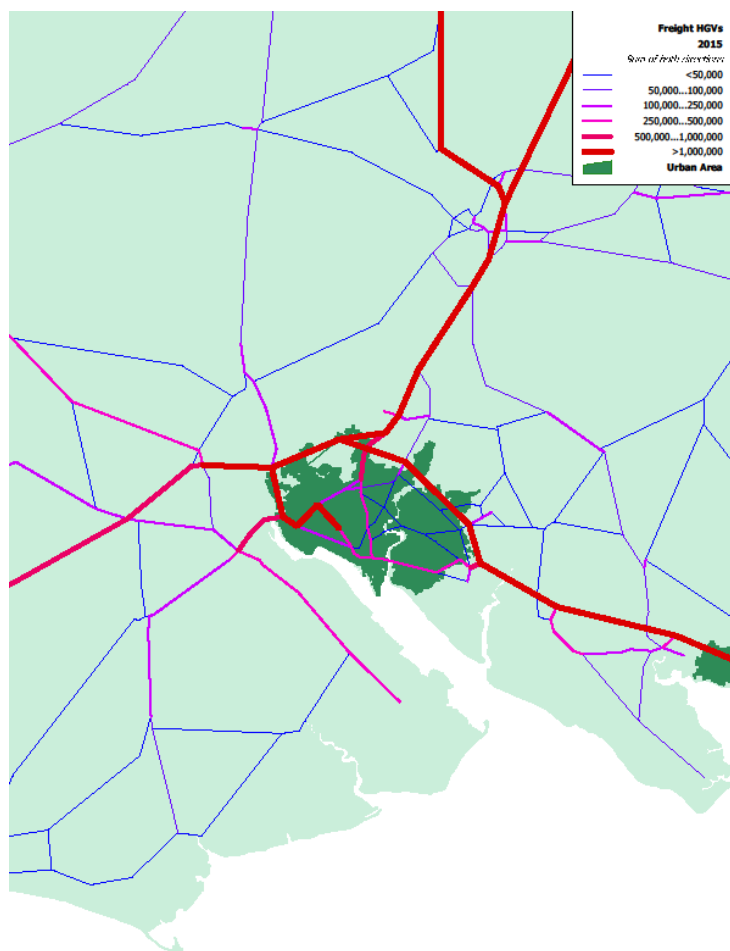 Freight HGVs
2015
Sum of both directions
<50,000
50,000...100,000
100,000...250,000
250,000...500,000
500,000...1,000,000
>1,000,000
Urban Area